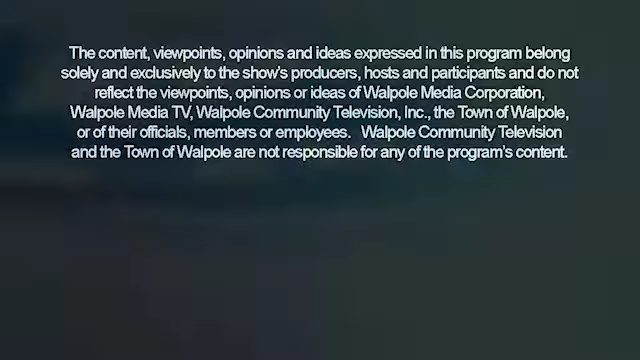 The content, viewpoints, opinions and ideas expressed in this program belong
solely and exclusively to the show's producers, hosts and participants and do not
reflect the viewpoints, opinions or ideas of Walpole Media Corporation,
Walpole Media TV, Walpole Community Television, Inc., the Town of Walpole,
or of their officials, members or employees.   Walpole Community Television
and the Town of Walpole are not responsible for any of the program's content.